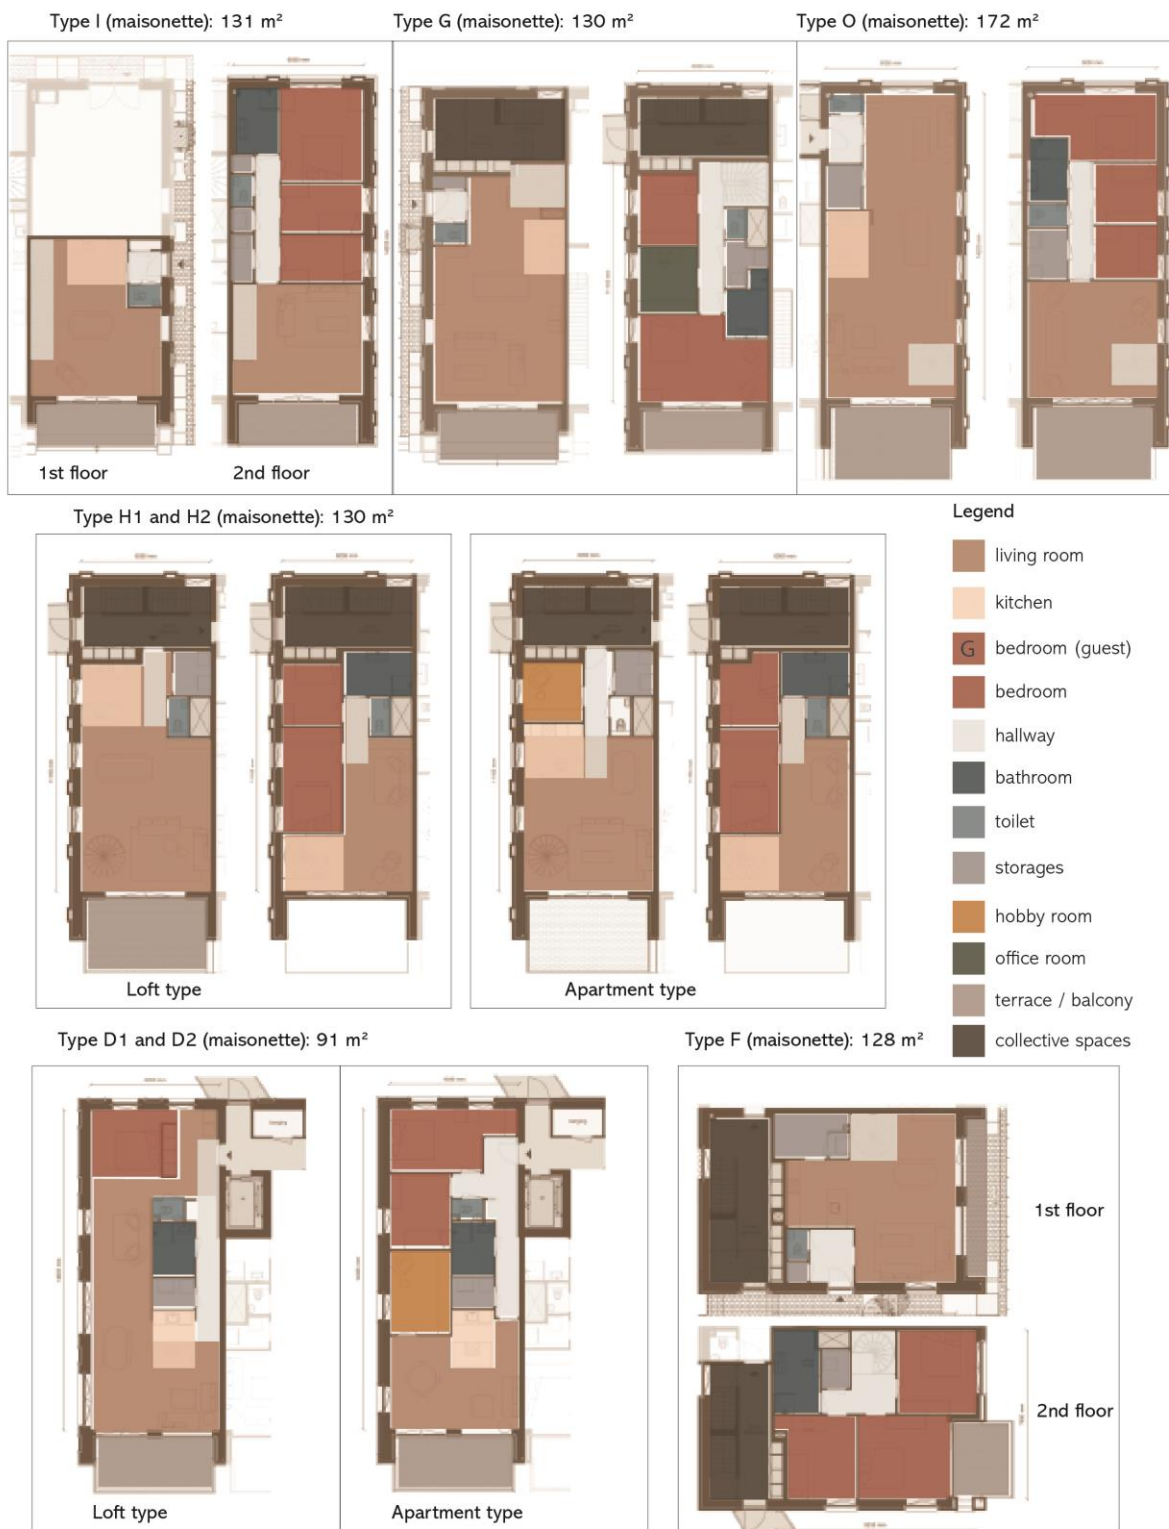 Type I (maisonette): 131 m²
Type G (maisonette): 130 m²
Type O (maisonette): 172 m²
1st floor
2nd floor
Type H1 and H2 (maisonette): 130 m²
Legend
living room
kitchen
G bedroom (guest)
bedroom
hallway
bathroom
toilet
storages
hobby room
office room
terrace / balcony
collective spaces
Loft type
Apartment type
Type D1 and D2 (maisonette): 91 m²
Type F (maisonette): 128 m²
1st floor
2nd floor
Loft type
Apartment type